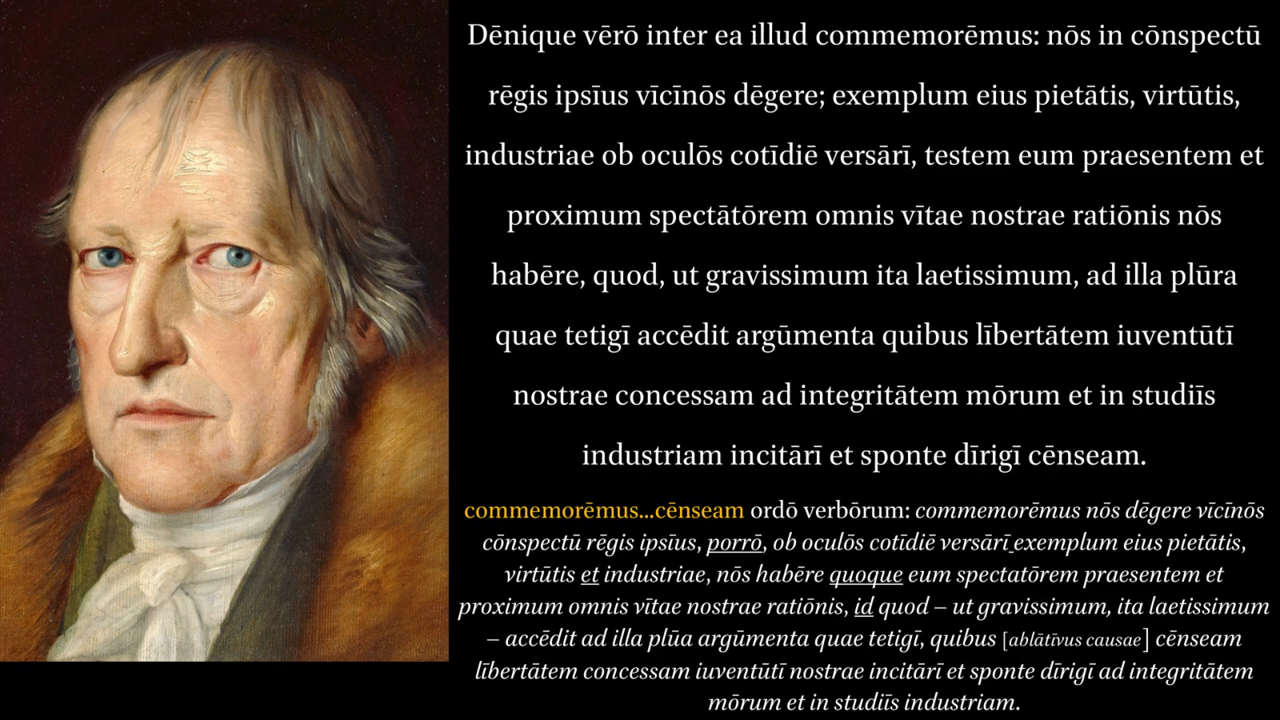 Dēnique vērō inter ea illud commemorēmus: nōs in cōnspectū
rēgis ipsīus vīcīnōs dēgere; exemplum eius pietātis, virtūtis,
industriae ob oculōs cotīdiē versārī, testem eum praesentem et
proximum spectātōrem omnis vītae nostrae ratiōnis nōs
habēre, quod, ut gravissimum ita laetissimum, ad illa plūra
quae tetigī accēdit argūmenta quibus lībertātem iuventūtī
nostrae concessam ad integritātem mōrum et in studiīs
industriam incitārī et sponte dīrigī cēnseam.
commemorēmus...cēnseam ordō verbōrum: commemorēmus nōs dēgere vīcīnōs
cōnspectū rēgis ipsīus, porrō, ob oculōs cotīdiē versārī exemplum eius pietātis,
virtūtis et industriae, nōs habēre quoque eum spectatōrem praesentem et
proximum omnis vītae nostrae ratiōnis, id quod – ut gravissimum, ita laetissimum
– accēdit ad illa plūa argūmenta quae tetigī, quibus [ablātīvus causae] cēnseam
lībertātem concessam iuventūtī nostrae incitārī et sponte dīrigī ad integritātem
mōrum et in studiīs industriam.